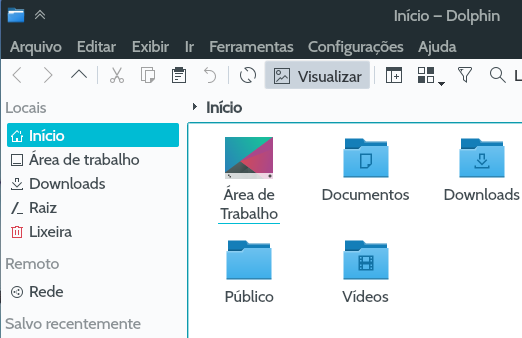 Início – Dolphin
Arquivo Editar Exibir Ir Ferramentas Configurações Ajuda
Visualizar
Locais
Início
Área de trabalho
Downloads
Raiz
Lixeira
Remoto
Rede
Salvo recentemente
Início
Área de
Trabalho
Documentos
Downloads
Público
Vídeos